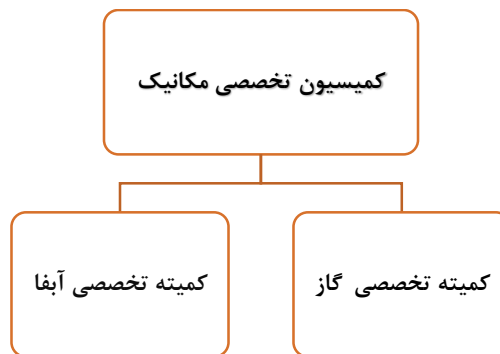 کمیسیون تخصصی مکانیک
کمیته تخصصی گاز
کمیته تخصصی آبفا